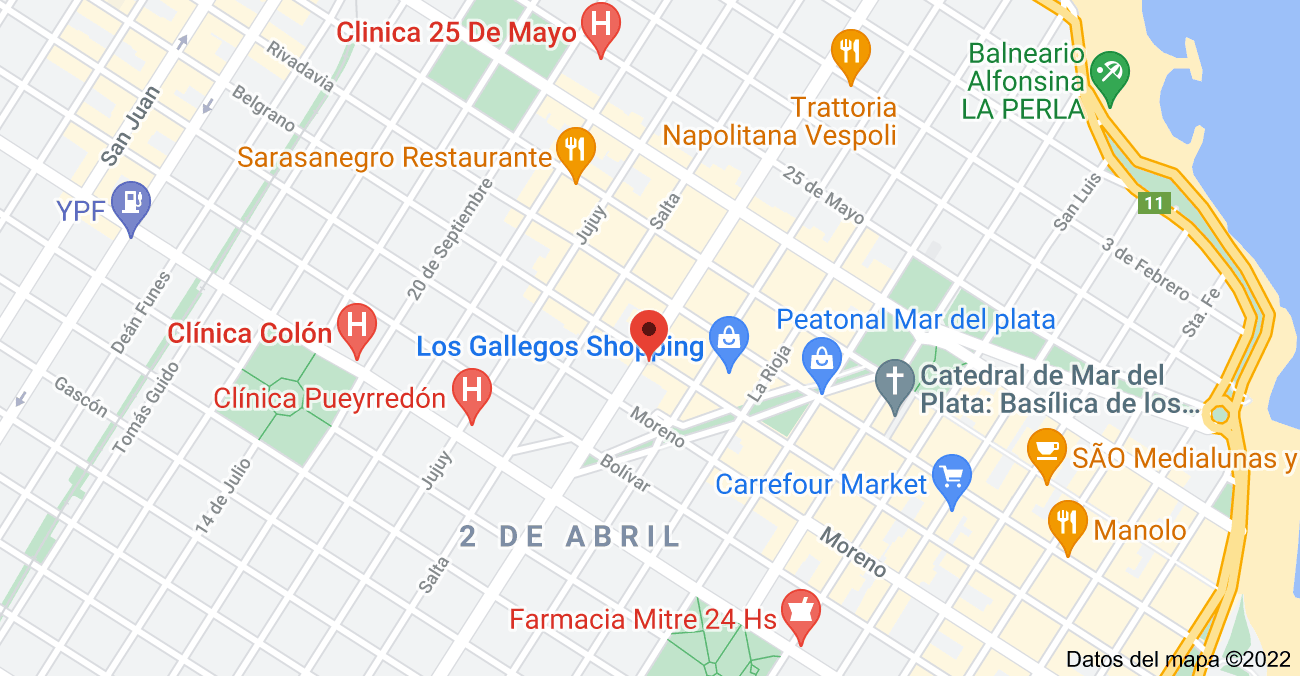 Clinica 25 De Mayo
Rivadavia
Balneario
Alfonsina
LA PERLA
Belgrano
San Juan
Trattoria
Napolitana Vespoli
Sarasanegro Restaurante
YPF
20 de Septiembre
Jujuy
Salta
25 de Mayo
San Luis
11
3 de Febrero
Sta. Fe
Deán Funes
Clínica Colón
Los Gallegos Shopping
Peatonal Mar del plata
La Rioja
Catedral de Mar del
Plata: Basílica de los...
Gascón
Tomás Guido
Clínica Pueyrredón
Moreno
Bolívar
Jujuy
14 de Julio
Carrefour Market
SÃO Medialunas y
Manolo
2 DE ABRIL
Moreno
Salta
Farmacia Mitre 24 Hs
Datos del mapa ©2022